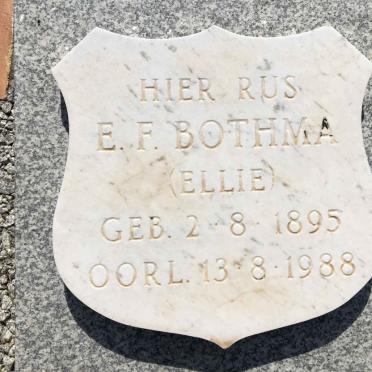 HIER RUS
E. F. BOTHMA
(ELLIE)
GEB. 2·8·1895
OORL. 13·8·1988